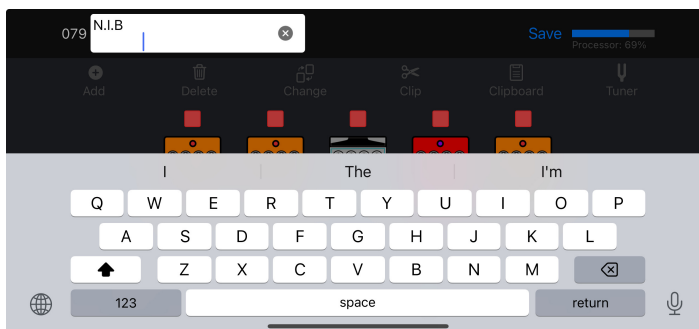 079 N.I.B
Save
Processor: 69%
Add Delete Change Clip Clipboard Tuner
I The I'm
Q W E R T Y U I O P
A S D F G H J K L
Z X C V B N M
123 space return